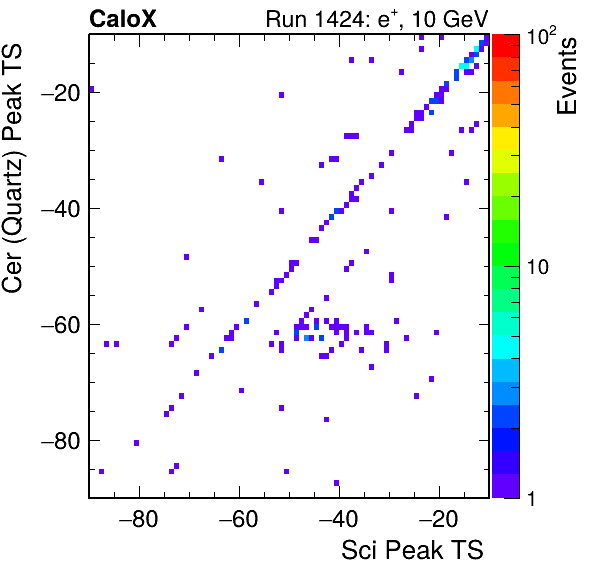 CaloX Run 1424: e⁺, 10 GeV
10²
Events
Cer (Quartz) Peak TS
−20
−40
−60
−80
10
1
−80 −60 −40 −20
Sci Peak TS